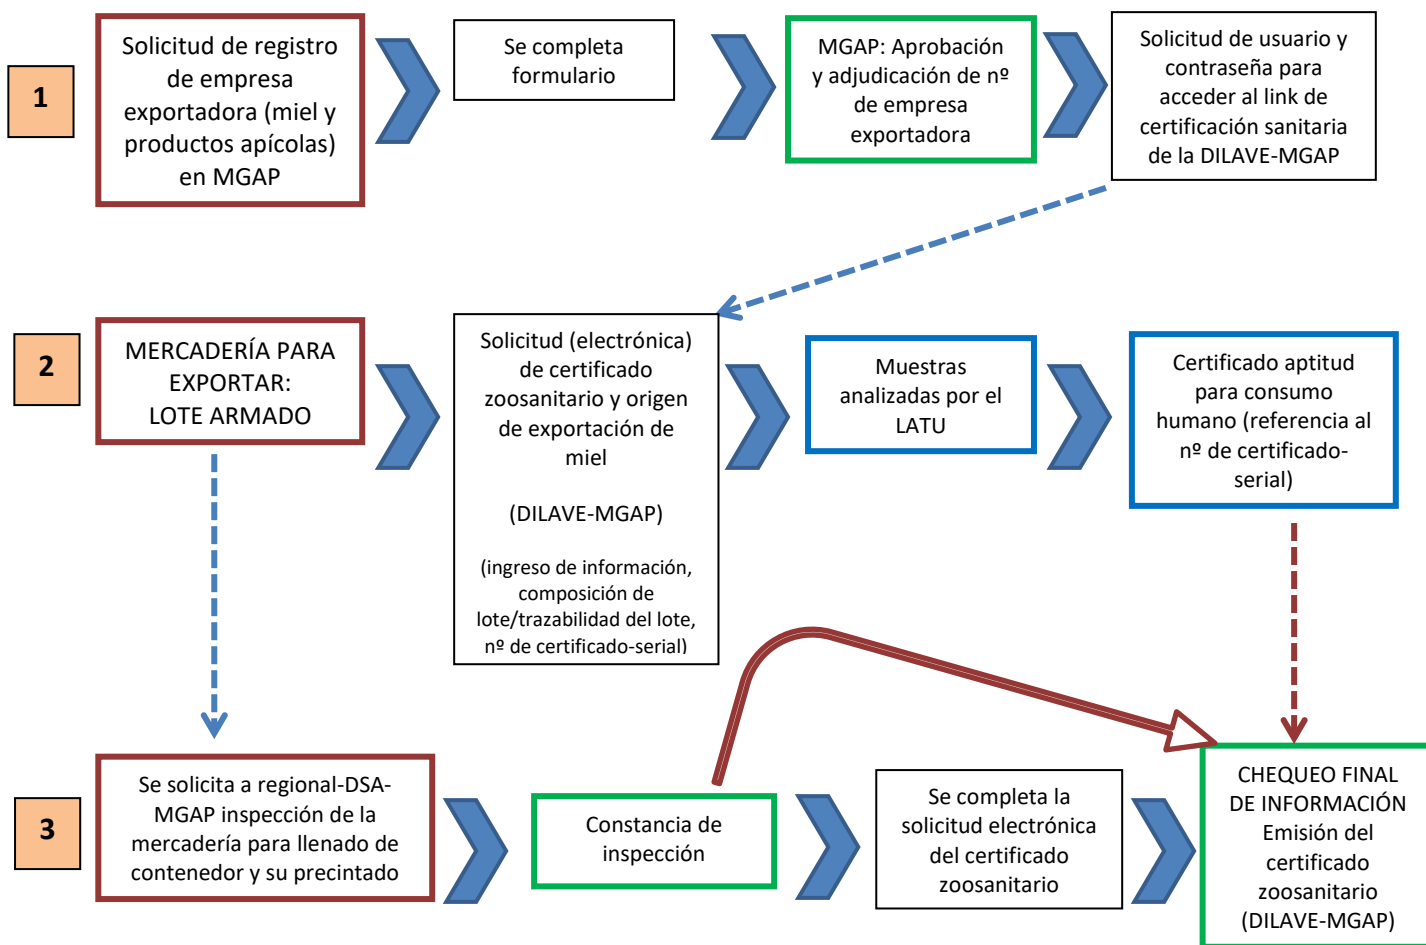 1
Solicitud de registro
de empresa
exportadora (miel y
productos apícolas)
en MGAP
Se completa
formulario
MGAP: Aprobación
y adjudicación de nº
de empresa
exportadora
Solicitud de usuario y
contraseña para
acceder al link de
certificación sanitaria
de la DILAVE-MGAP
2
MERCADERÍA PARA
EXPORTAR:
LOTE ARMADO
Solicitud (electrónica)
de certificado
zoosanitario y origen
de exportación de
miel
(DILAVE-MGAP)
(ingreso de información,
composición de
lote/trazabilidad del lote,
nº de certificado-serial)
Muestras
analizadas por el
LATU
Certificado aptitud
para consumo
humano (referencia al
nº de certificado-
serial)
3
Se solicita a regional-DSA-
MGAP inspección de la
mercadería para llenado de
contenedor y su precintado
Constancia de
inspección
Se completa la
solicitud electrónica
del certificado
zoosanitario
CHEQUEO FINAL
DE INFORMACIÓN
Emisión del
certificado
zoosanitario
(DILAVE-MGAP)